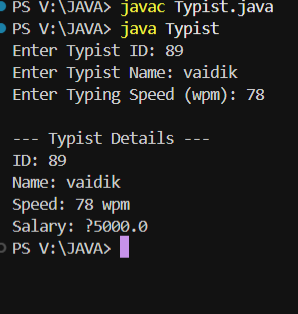 PS V:\JAVA> javac Typist.java
PS V:\JAVA> java Typist
Enter Typist ID: 89
Enter Typist Name: vaidik
Enter Typing Speed (wpm): 78

--- Typist Details ---
ID: 89
Name: vaidik
Speed: 78 wpm
Salary: ?5000.0
PS V:\JAVA>